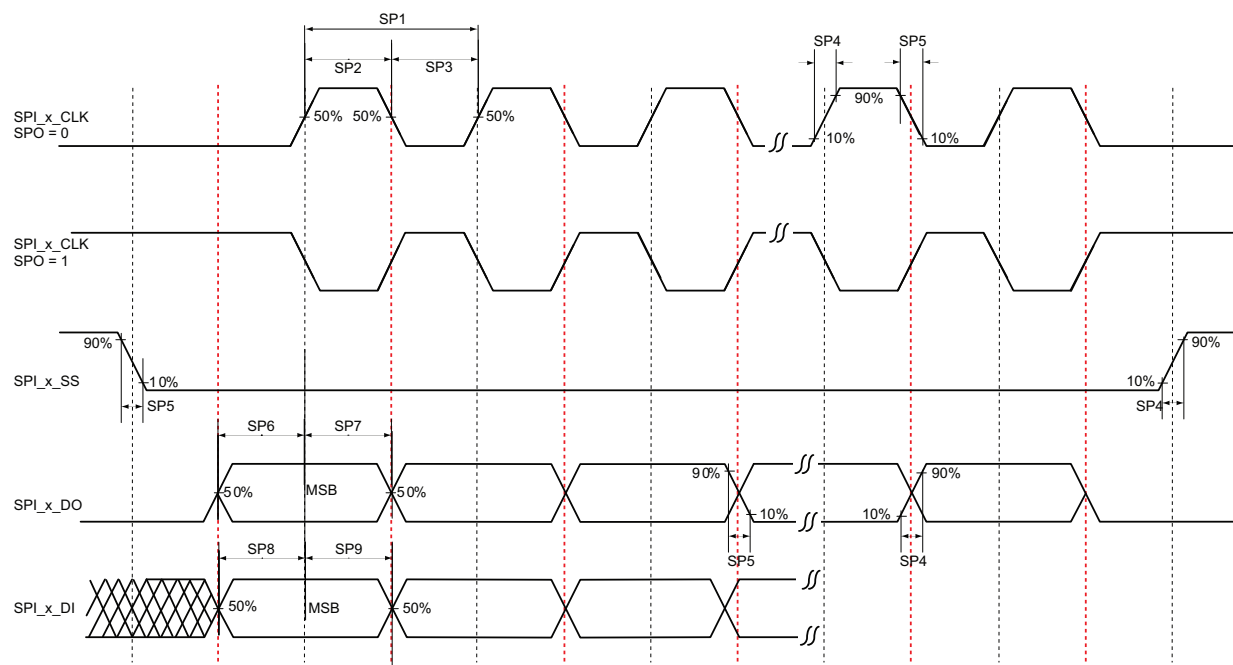 SP1
SP4
SP5
SP2
SP3
SPI_x_CLK
SPO = 0
50%
50%
50%
90%
10%
10%
SPI_x_CLK
SPO = 1
90%
90%
SPI_x_SS
10%
10%
SP5
SP4
SP6
SP7
90%
90%
50%
MSB
50%
SPI_x_DO
10%
10%
SP5
SP4
SP8
SP9
SPI_x_DI
50%
MSB
50%